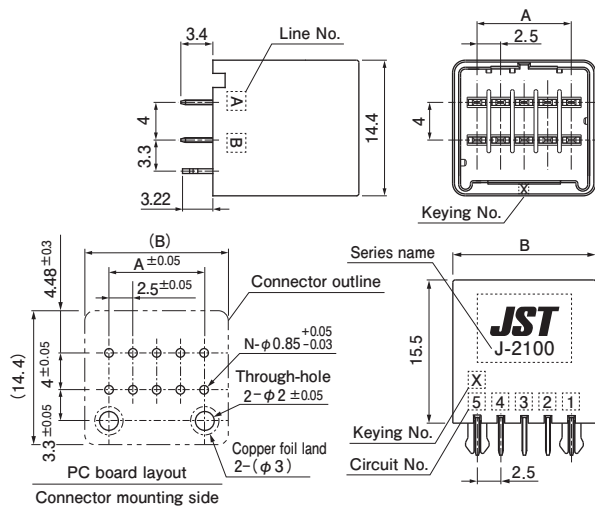 3.4
Line No.
A
B
4
3.3
3.22
14.4
A
2.5
4
X
Keying No.
(B)
A±0.05
2.5±0.05
4.48±0.3
(14.4)
4±0.05
3.3±0.05
Connector outline
N-φ0.85 +0.05 -0.03
Through-hole
2-φ2 ±0.05
Copper foil land
2-(φ3)
PC board layout
Connector mounting side
Series name
B
15.5
JST
J-2100
X
5 4 3 2 1
Keying No.
Circuit No.
2.5